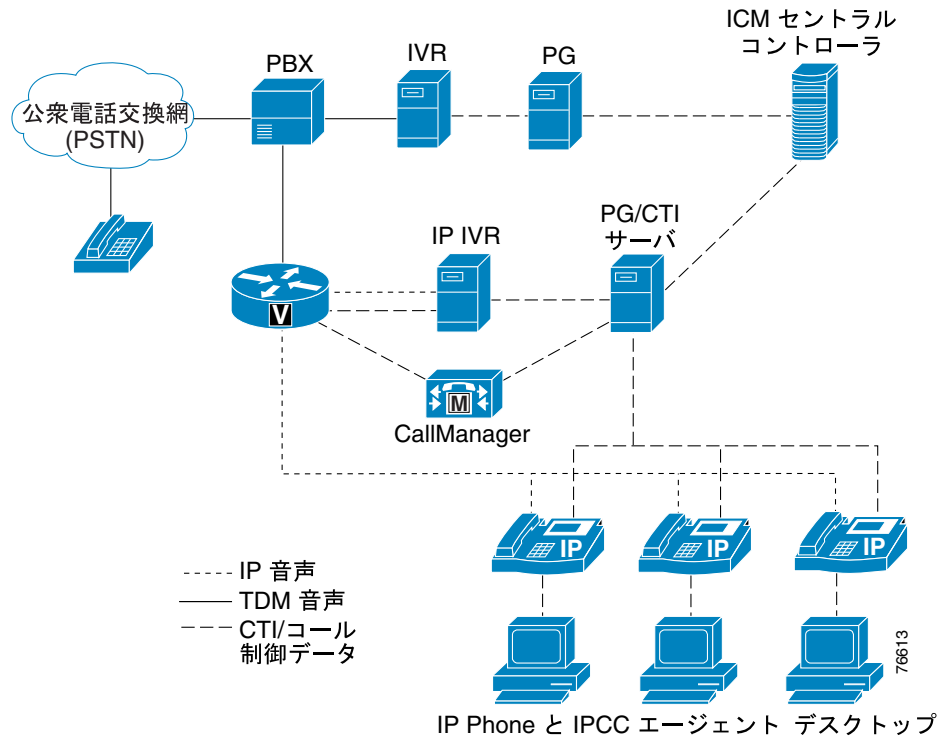 ICM セントラル
コントローラ
PBX
IVR
PG
公衆電話交換網
(PSTN)
IP IVR
PG/CTI
サーバ
V
M
CallManager
IP
IP
IP
IP 音声
TDM 音声
CTI/コール
制御データ
76613
IP Phone と IPCC エージェント デスクトップ